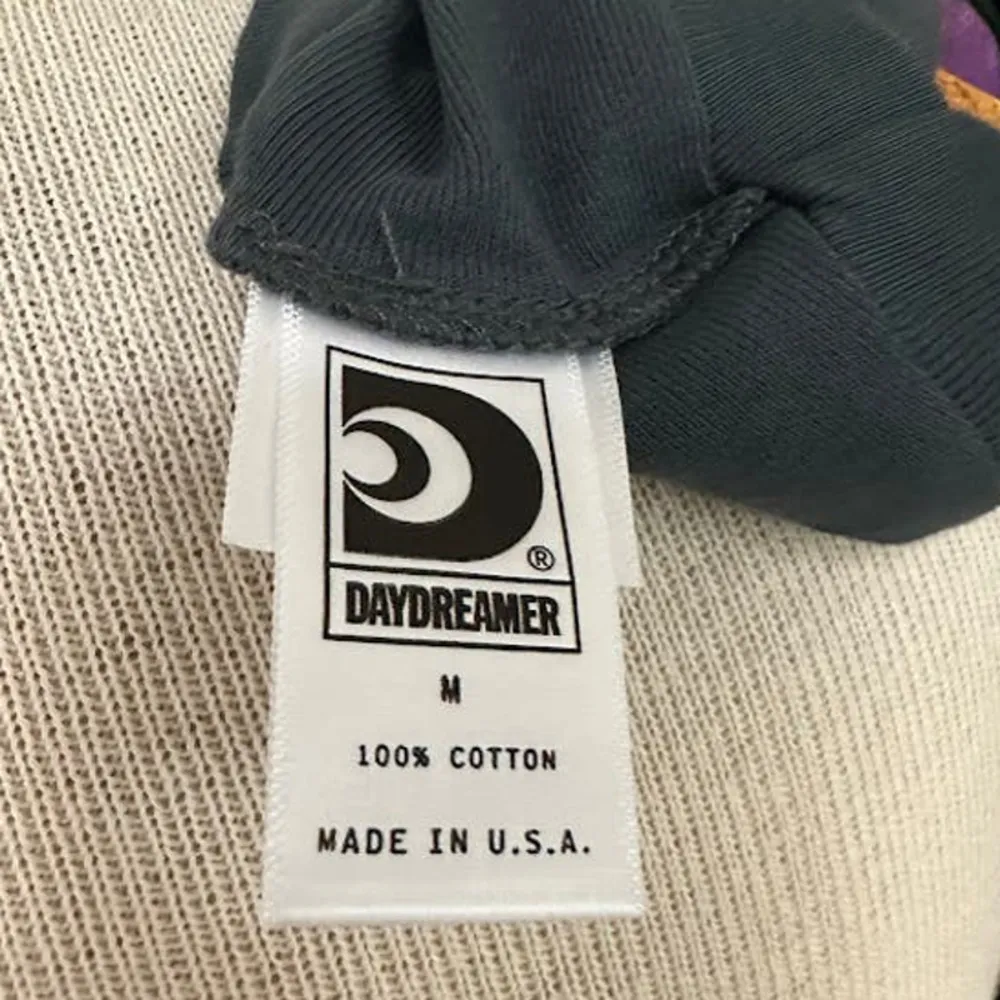 ®
DAYDREAMER
M
100% COTTON
MADE IN U.S.A.